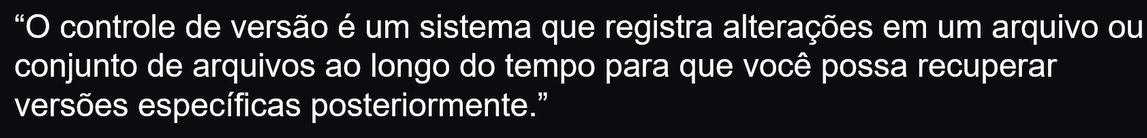 “O controle de versão é um sistema que registra alterações em um arquivo ou
conjunto de arquivos ao longo do tempo para que você possa recuperar
versões específicas posteriormente.”